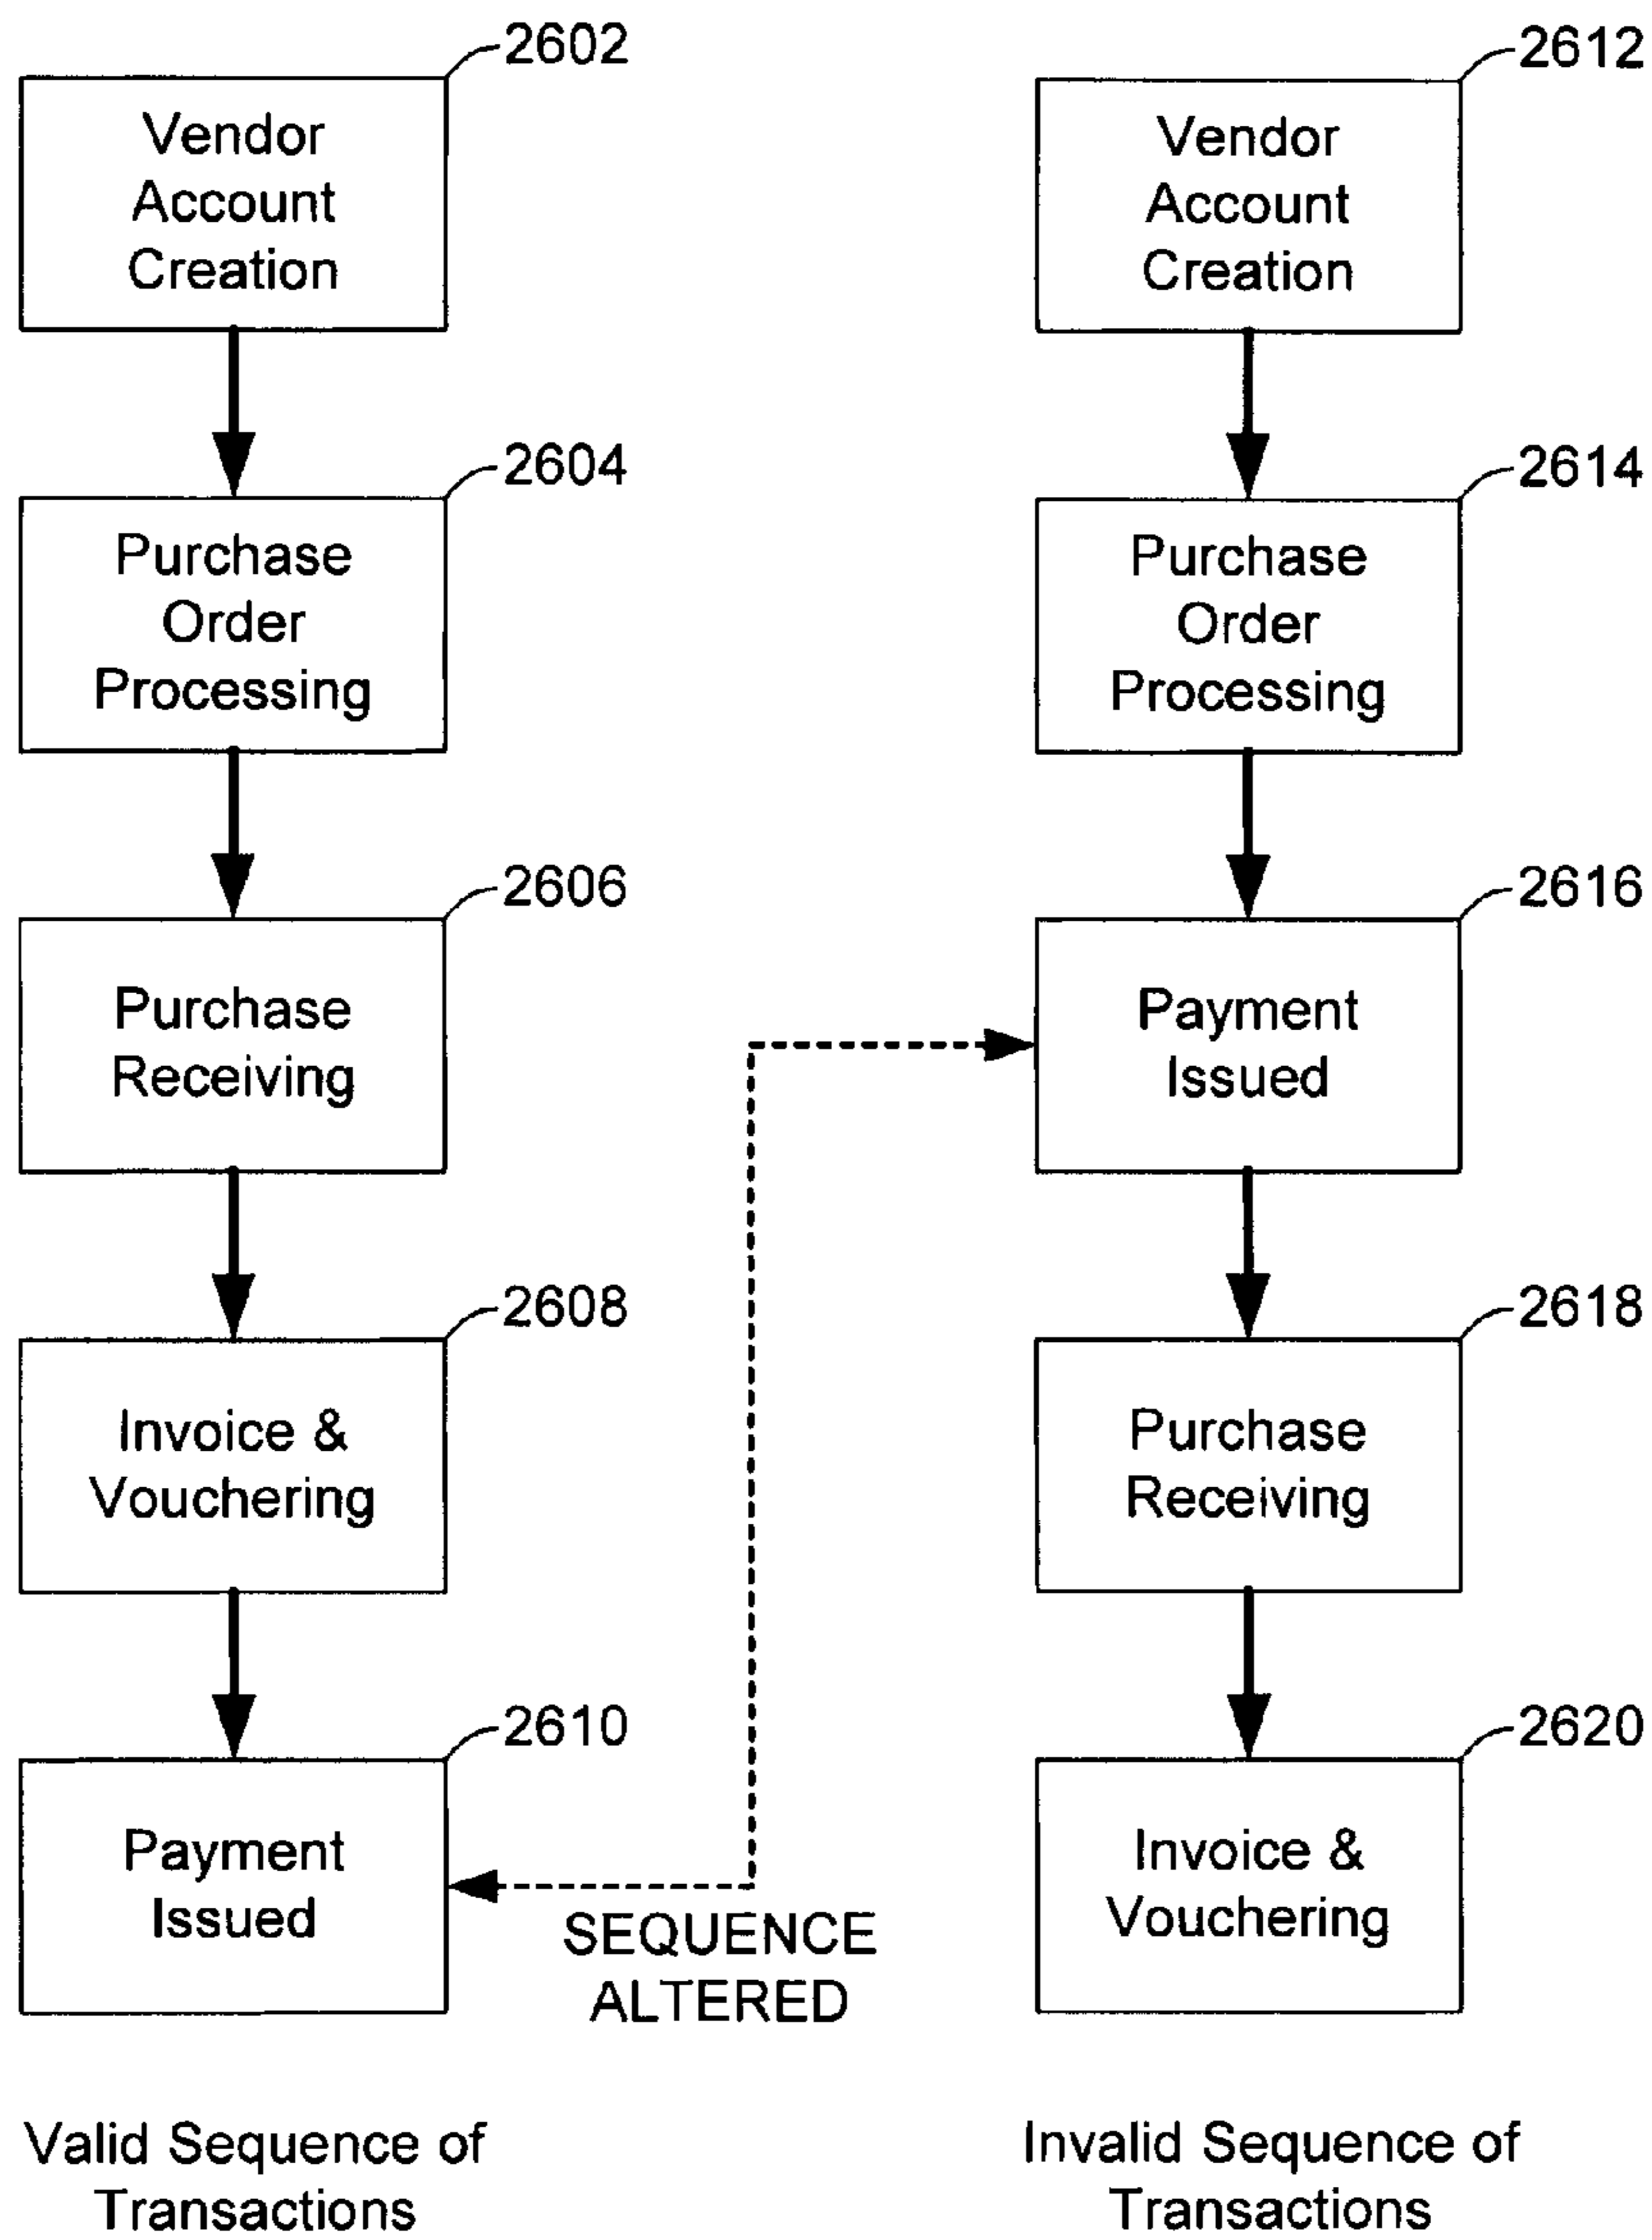 2602
Vendor
Account
Creation
2604
Purchase
Order
Processing
2606
Purchase
Receiving
2608
Invoice &
Vouchering
2610
Payment
Issued
SEQUENCE
ALTERED
Valid Sequence of
Transactions
2612
Vendor
Account
Creation
2614
Purchase
Order
Processing
2616
Payment
Issued
2618
Purchase
Receiving
2620
Invoice &
Vouchering
Invalid Sequence of
Transactions